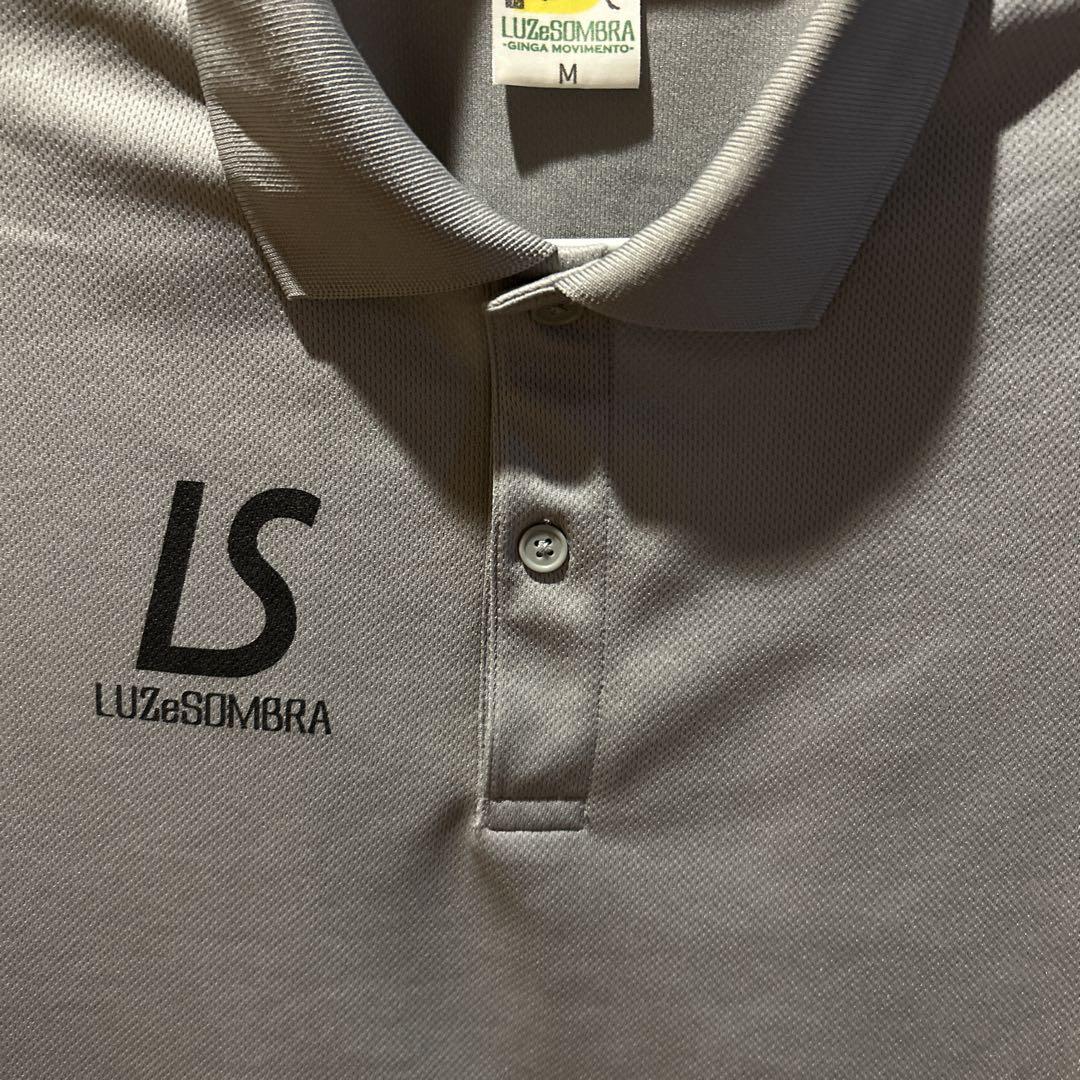 LUZeSOMBRA
-GINGA MOVIMENTO-
M
LS
LUZeSOMBRA